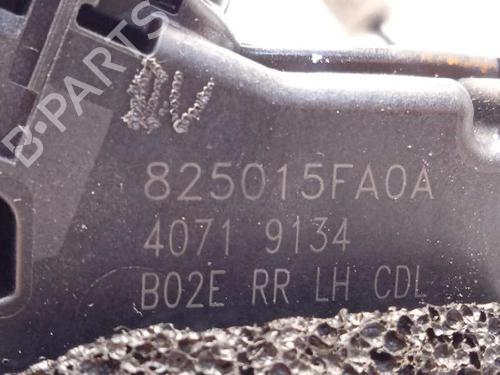 B-PARTS
825015FA0A
4071 9134
B02E RR LH CDL